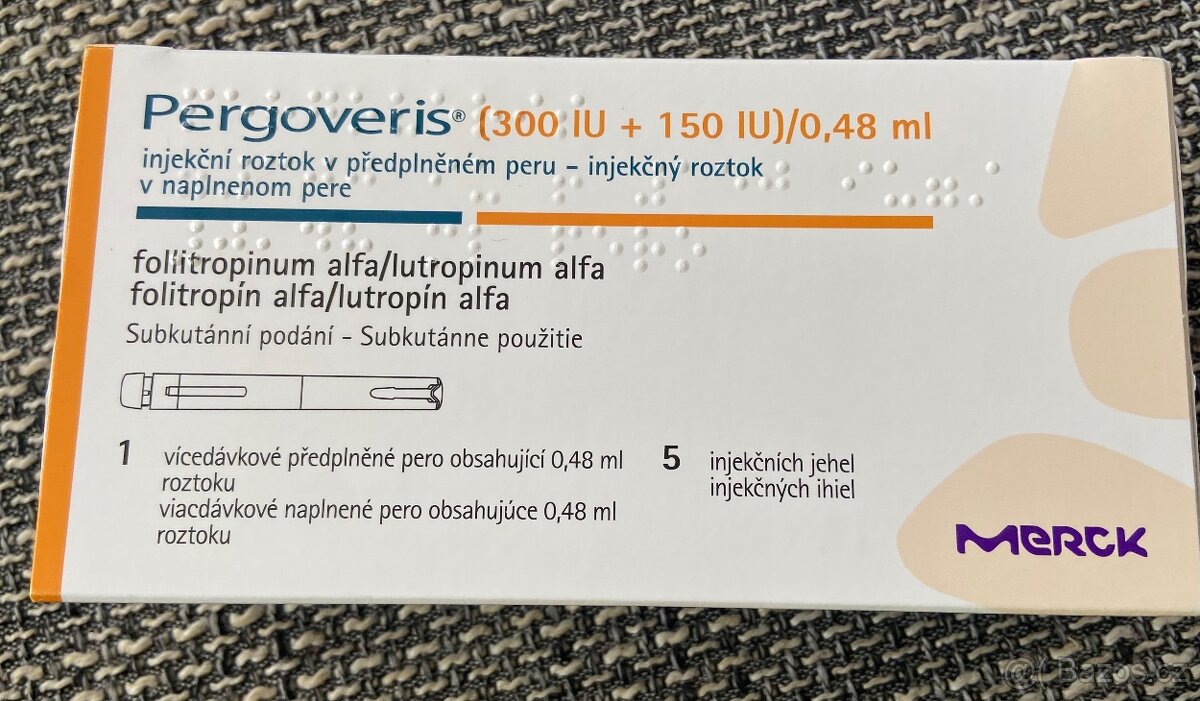 Pergoveris® (300 IU + 150 IU)/0,48 ml
injekční roztok v předplněném peru – injekčný roztok
v naplnenom pere
follitropinum alfa/lutropinum alfa
folitropín alfa/lutropín alfa
Subkutánní podání – Subkutánne použitie
1 vícedávkové předplněné pero obsahující 0,48 ml
roztoku
viacdávkové naplnené pero obsahujúce 0,48 ml
roztoku
5 injekčních jehel
injekčných ihiel
MERCK
Bazos.cz